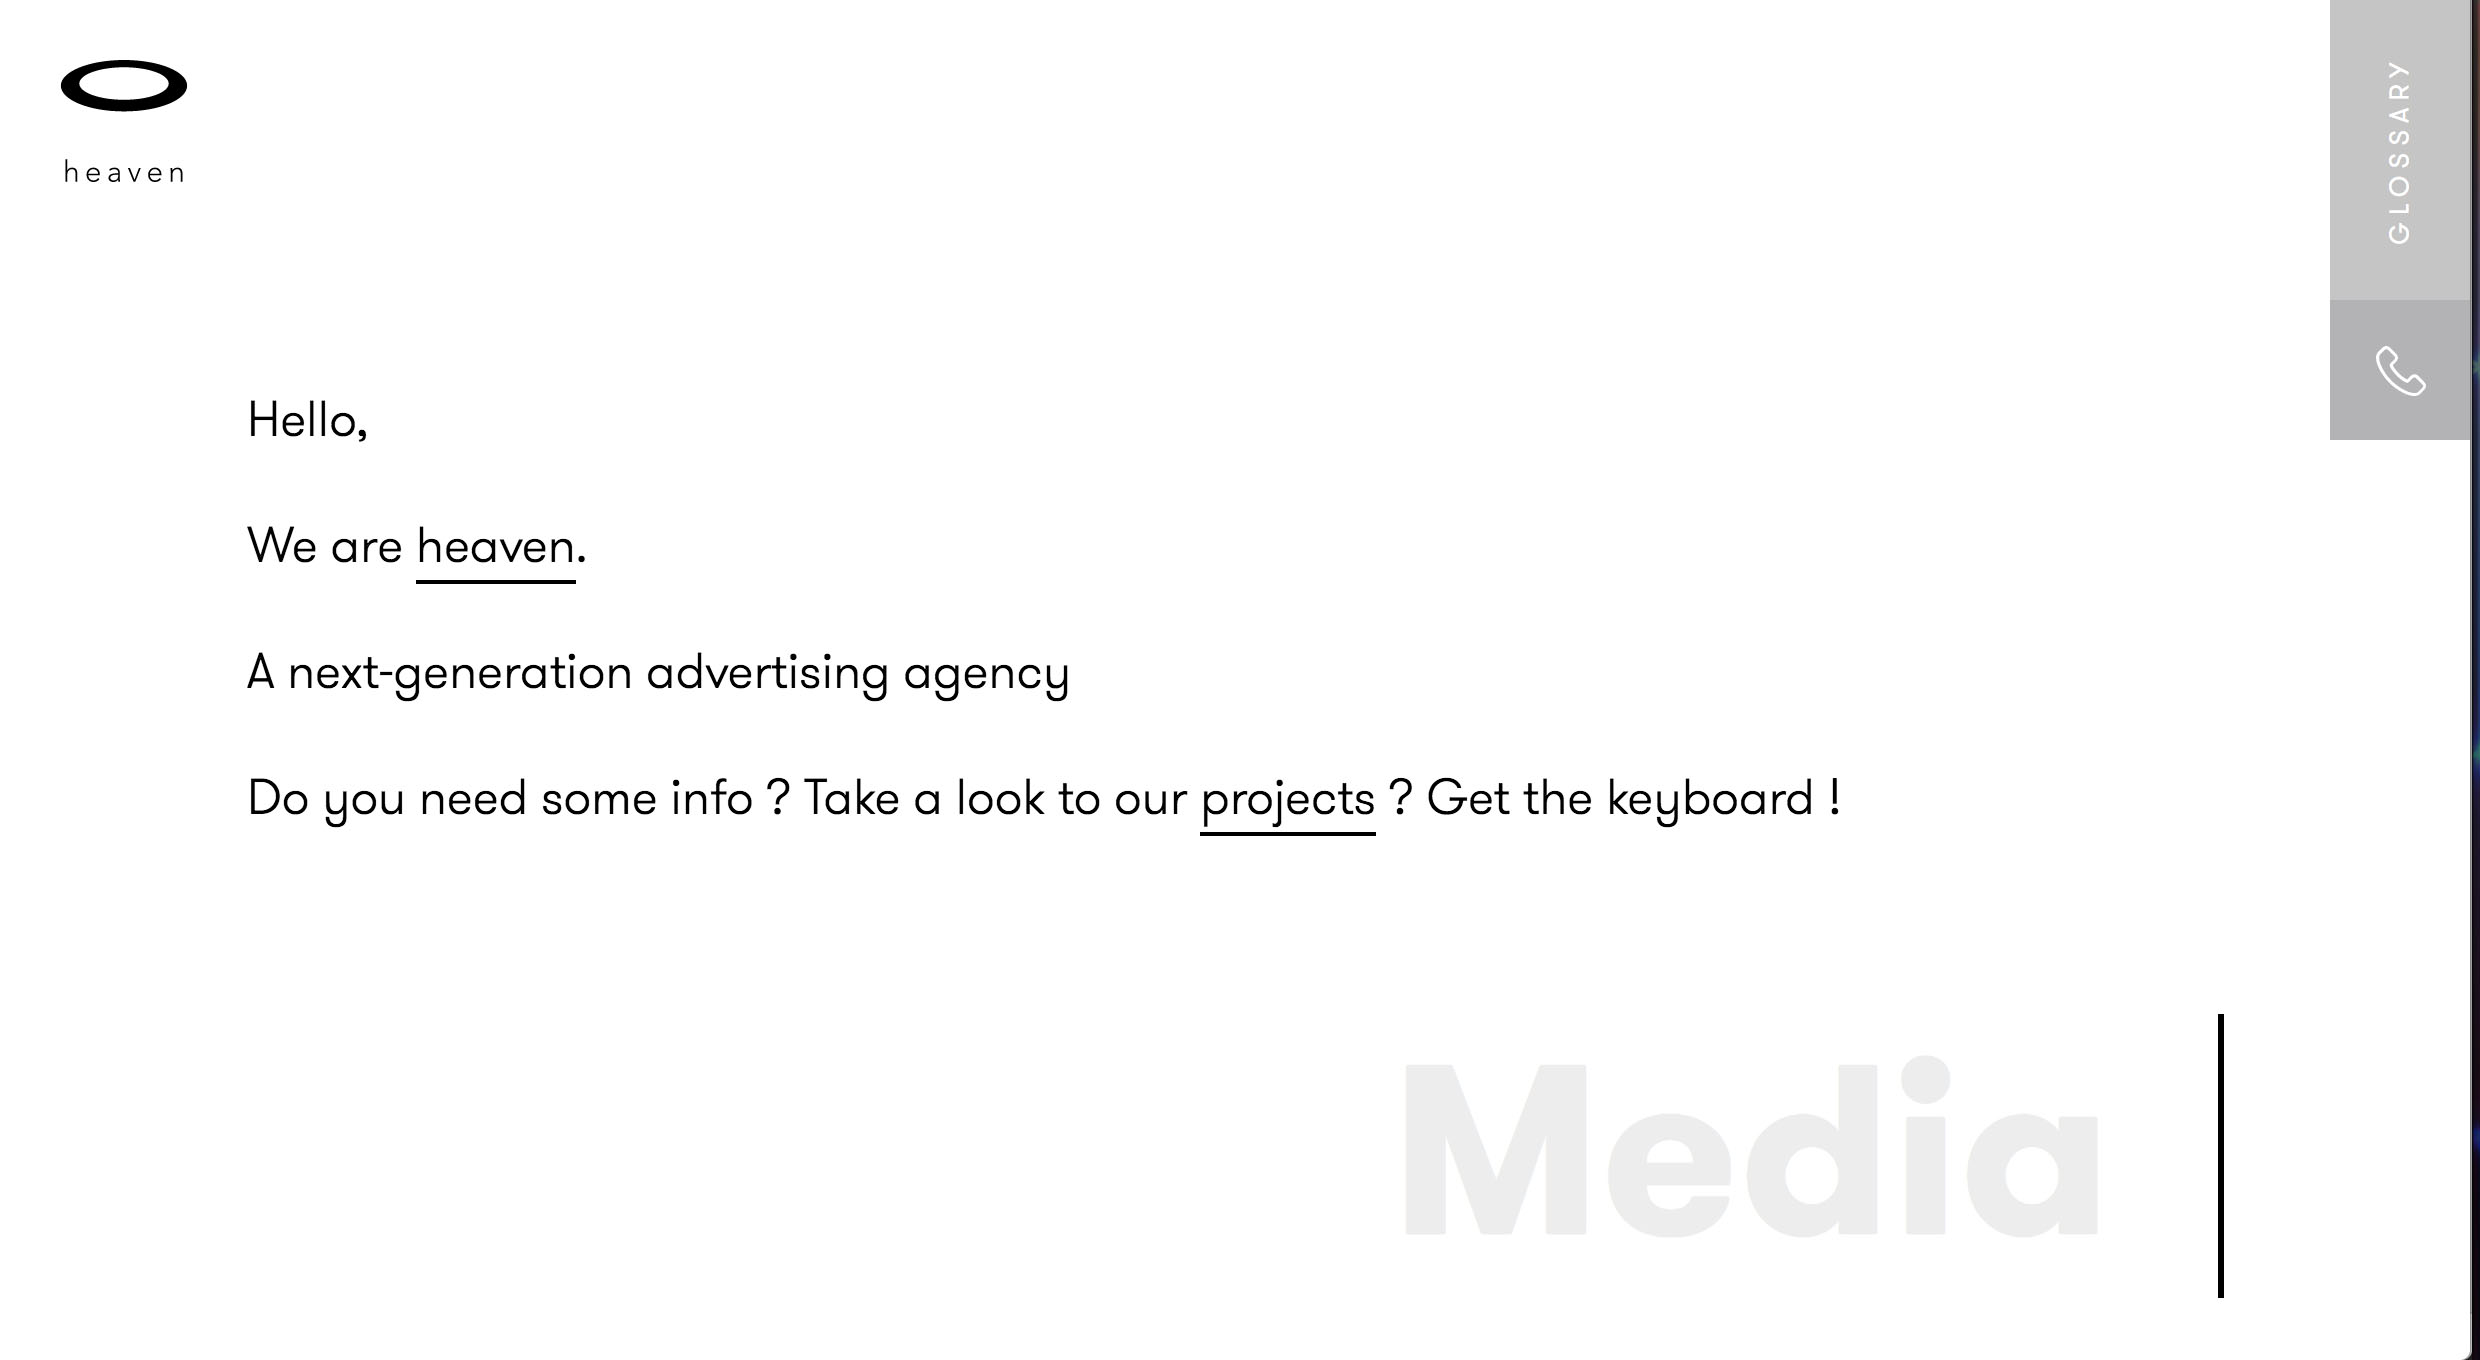 heaven
GLOSSARY
Hello,
We are heaven.
A next-generation advertising agency
Do you need some info ? Take a look to our projects ? Get the keyboard !
Media